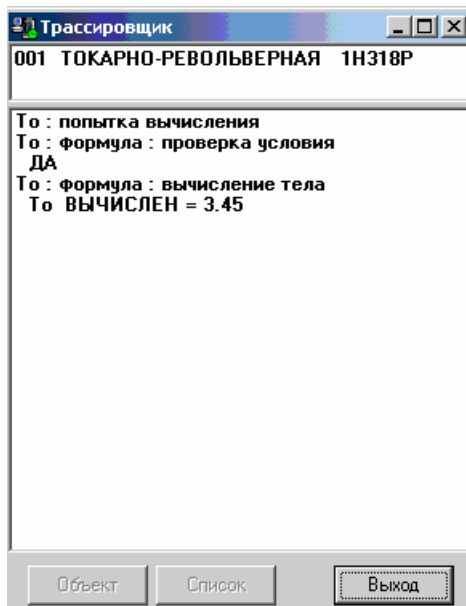 Трассировщик
001 ТОКАРНО-РЕВОЛЬВЕРНАЯ 1Н318Р
То : попытка вычисления
То : Формула : проверка условия
ДА
То : Формула : вычисление тела
То ВЫЧИСЛЕН = 3.45
Объект Список Выход